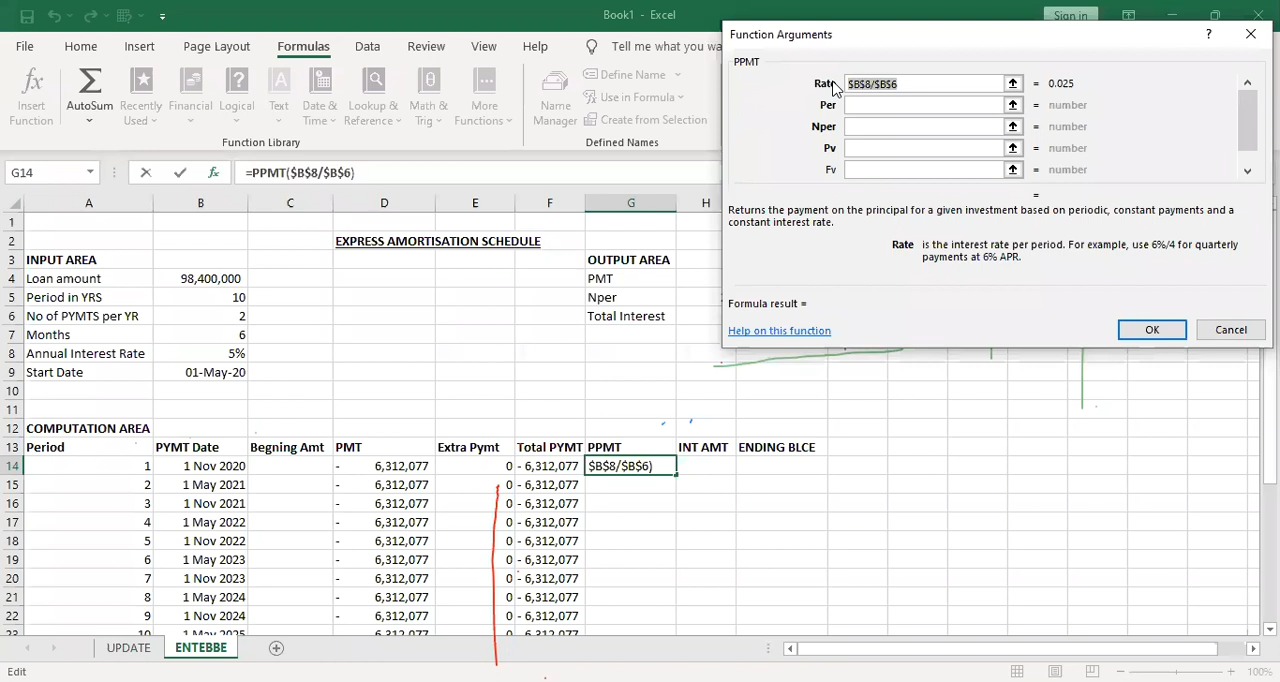 Book1 - Excel
Sign in
File Home Insert Page Layout Formulas Data Review View Help Tell me what you wa
Insert Function
AutoSum
Recently Used
Financial
Logical
Text
Date & Time
Lookup & Reference
Math & Trig
More Functions
Name Manager
Define Name
Use in Formula
Create from Selection
Function Library
Defined Names
Function Arguments
?
PPMT
Rate $B$8/$B$6 = 0.025
Per = number
Nper = number
Pv = number
Fv = number
=
Returns the payment on the principal for a given investment based on periodic, constant payments and a constant interest rate.
Rate is the interest rate per period. For example, use 6%/4 for quarterly payments at 6% APR.
Formula result =
Help on this function
OK
Cancel
G14
fx
=PPMT($B$8/$B$6)
A B C D E F G H
1
2 EXPRESS AMORTISATION SCHEDULE
3 INPUT AREA OUTPUT AREA
4 Loan amount 98,400,000 PMT
5 Period in YRS 10 Nper
6 No of PYMTS per YR 2 Total Interest
7 Months 6
8 Annual Interest Rate 5%
9 Start Date 01-May-20
10
11
12 COMPUTATION AREA
13 Period PYMT Date Begning Amt PMT Extra Pymt Total PYMT PPMT INT AMT ENDING BLCE
14 1 1 Nov 2020 - 6,312,077 0 - 6,312,077 $B$8/$B$6)
15 2 1 May 2021 - 6,312,077 0 - 6,312,077
16 3 1 Nov 2021 - 6,312,077 0 - 6,312,077
17 4 1 May 2022 - 6,312,077 0 - 6,312,077
18 5 1 Nov 2022 - 6,312,077 0 - 6,312,077
19 6 1 May 2023 - 6,312,077 0 - 6,312,077
20 7 1 Nov 2023 - 6,312,077 0 - 6,312,077
21 8 1 May 2024 - 6,312,077 0 - 6,312,077
22 9 1 Nov 2024 - 6,312,077 0 - 6,312,077
23 10 1 May 2025 - 6,312,077 0 - 6,312,077
UPDATE ENTEBBE
Edit
100%